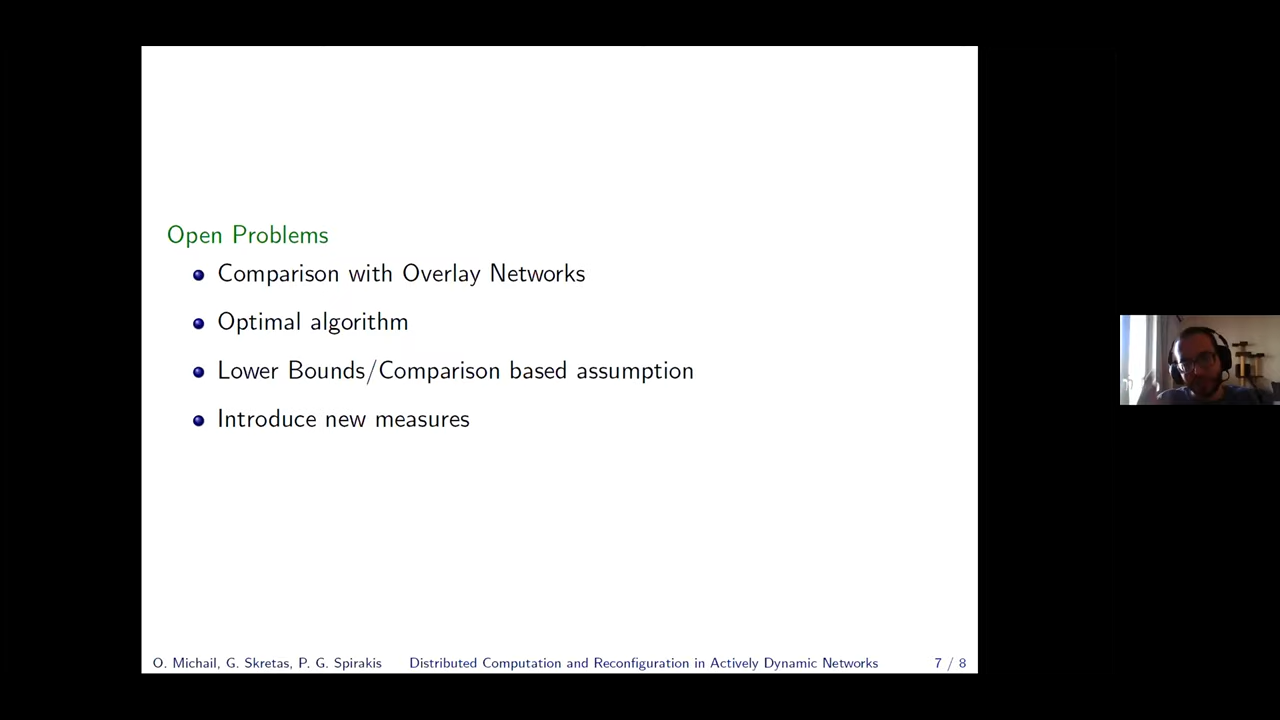 Open Problems
Comparison with Overlay Networks
Optimal algorithm
Lower Bounds/Comparison based assumption
Introduce new measures
O. Michail, G. Skretas, P. G. Spirakis Distributed Computation and Reconfiguration in Actively Dynamic Networks 7 / 8